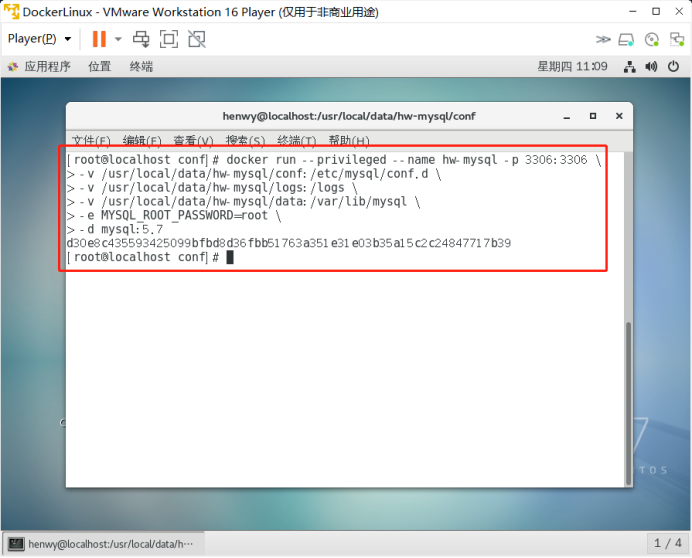 DockerLinux - VMware Workstation 16 Player (仅用于非商业用途)
Player(P)
应用程序 位置 终端 星期四 11:09
henwy@localhost:/usr/local/data/hw-mysql/conf
文件(F) 编辑(E) 查看(V) 搜索(S) 终端(T) 帮助(H)
[root@localhost conf]# docker run --privileged --name hw-mysql -p 3306:3306 \
> -v /usr/local/data/hw-mysql/conf:/etc/mysql/conf.d \
> -v /usr/local/data/hw-mysql/logs:/logs \
> -v /usr/local/data/hw-mysql/data:/var/lib/mysql \
> -e MYSQL_ROOT_PASSWORD=root \
> -d mysql:5.7
d30e8c435593425099bfbd8d36fbb51763a351e31e03b35a15c2c24847717b39
[root@localhost conf]#
7
TOS
henwy@localhost:/usr/local/data/h···
1 / 4